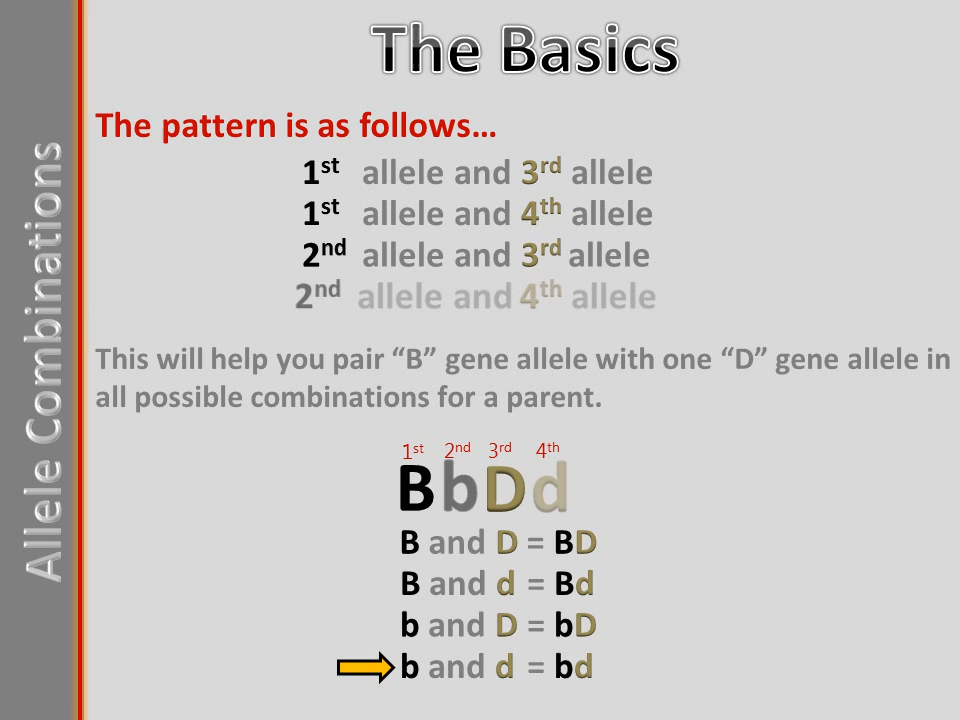 The Basics
Allele Combinations
The pattern is as follows…
1st allele and 3rd allele
1st allele and 4th allele
2nd allele and 3rd allele
2nd allele and 4th allele
This will help you pair “B” gene allele with one “D” gene allele in
all possible combinations for a parent.
1st 2nd 3rd 4th
BbDd
B and D = BD
B and d = Bd
b and D = bD
b and d = bd